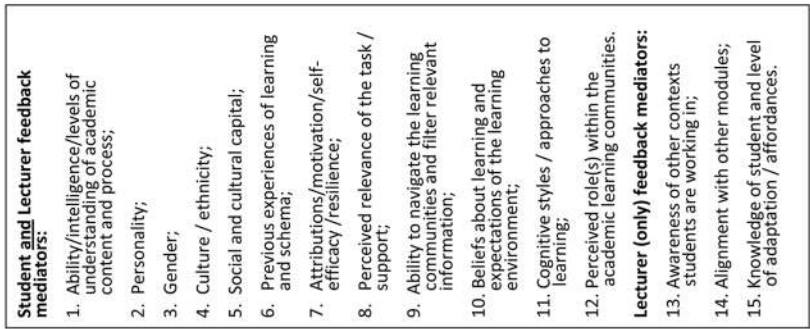 Student and Lecturer feedback
mediators:
1. Ability/intelligence/levels of
understanding of academic
content and process;
2. Personality;
3. Gender;
4. Culture / ethnicity;
5. Social and cultural capital;
6. Previous experiences of learning
and schema;
7. Attributions/motivation/self-
efficacy /resilience;
8. Perceived relevance of the task /
support;
9. Ability to navigate the learning
communities and filter relevant
information;
10. Beliefs about learning and
expectations of the learning
environment;
11. Cognitive styles / approaches to
learning;
12. Perceived role(s) within the
academic learning communities.
Lecturer (only) feedback mediators:
13. Awareness of other contexts
students are working in;
14. Alignment with other modules;
15. Knowledge of student and level
of adaptation / affordances.